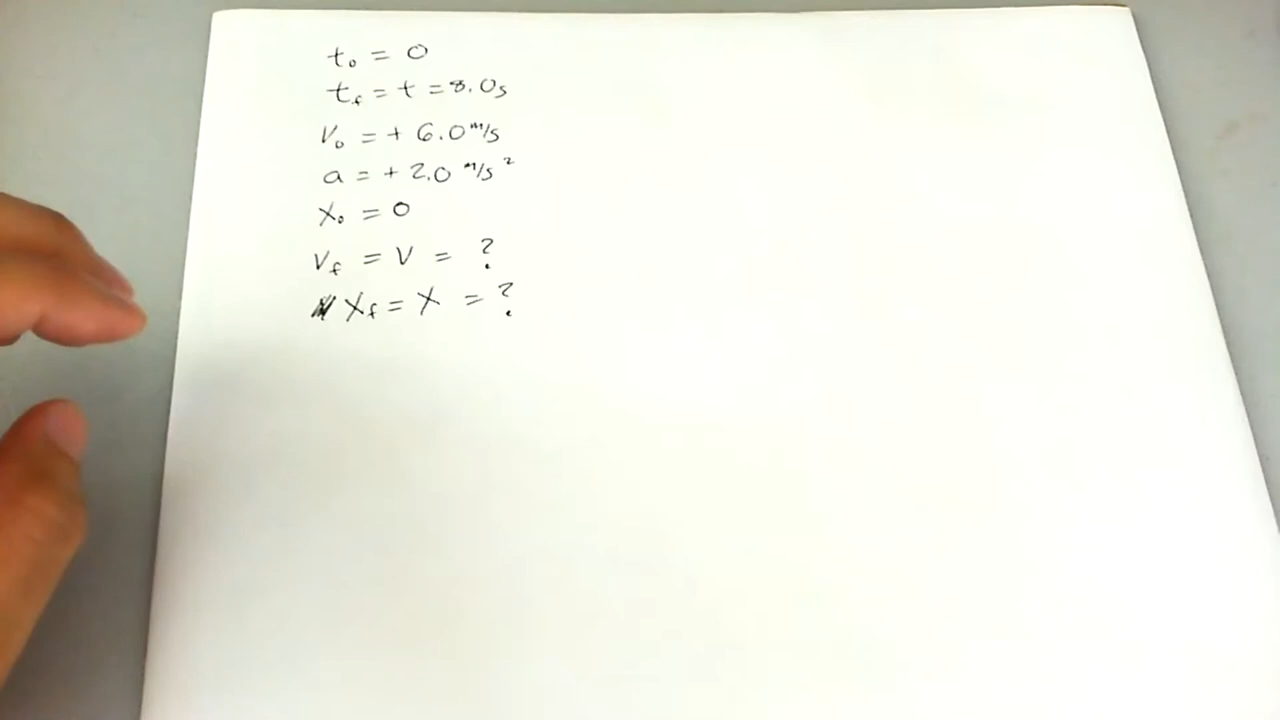 t₀ = 0
t_f = t = 8.0s
V₀ = + 6.0 m/s
a = + 2.0 m/s²
X₀ = 0
V_f = V = ?
X_f = X = ?